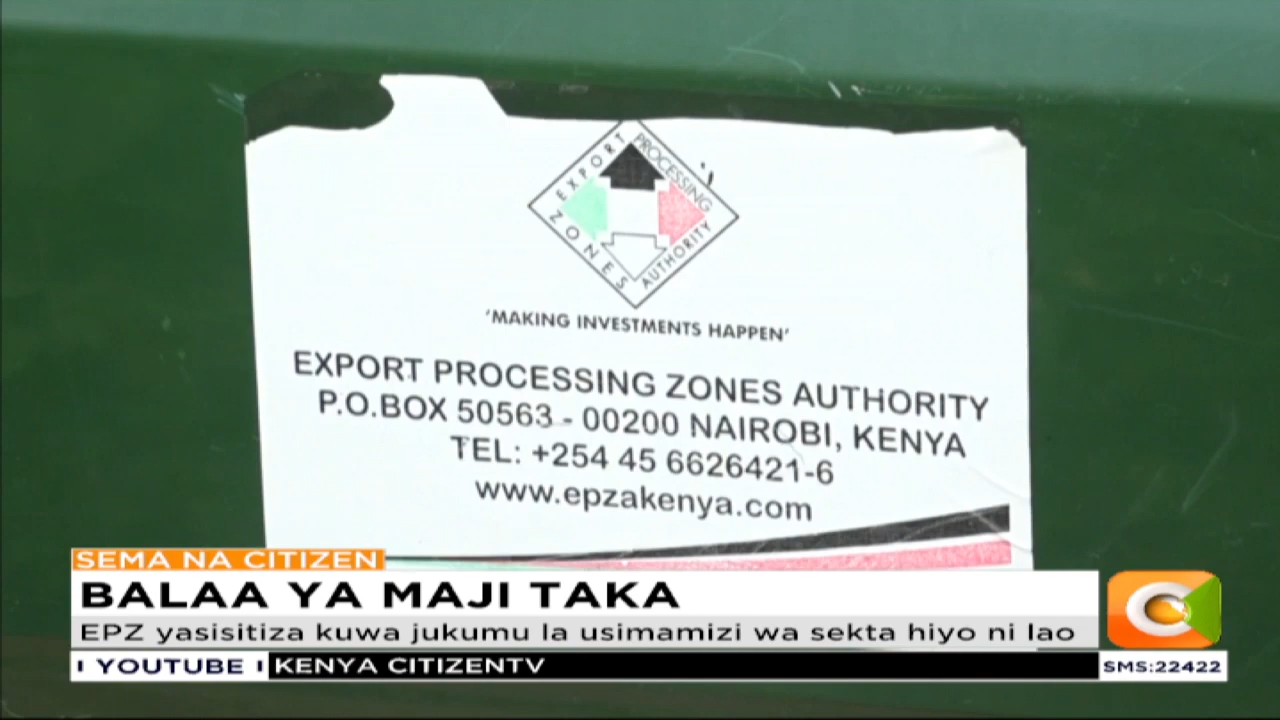 EXPORT PROCESSING
ZONES AUTHORITY
'MAKING INVESTMENTS HAPPEN'
EXPORT PROCESSING ZONES AUTHORITY
P.O.BOX 50563 - 00200 NAIROBI, KENYA
TEL: +254 45 6626421-6
www.epzakenya.com
SEMA NA CITIZEN
BALAA YA MAJI TAKA
EPZ yasisitiza kuwa jukumu la usimamizi wa sekta hiyo ni lao
YOUTUBE KENYA CITIZENTV
SMS:22422